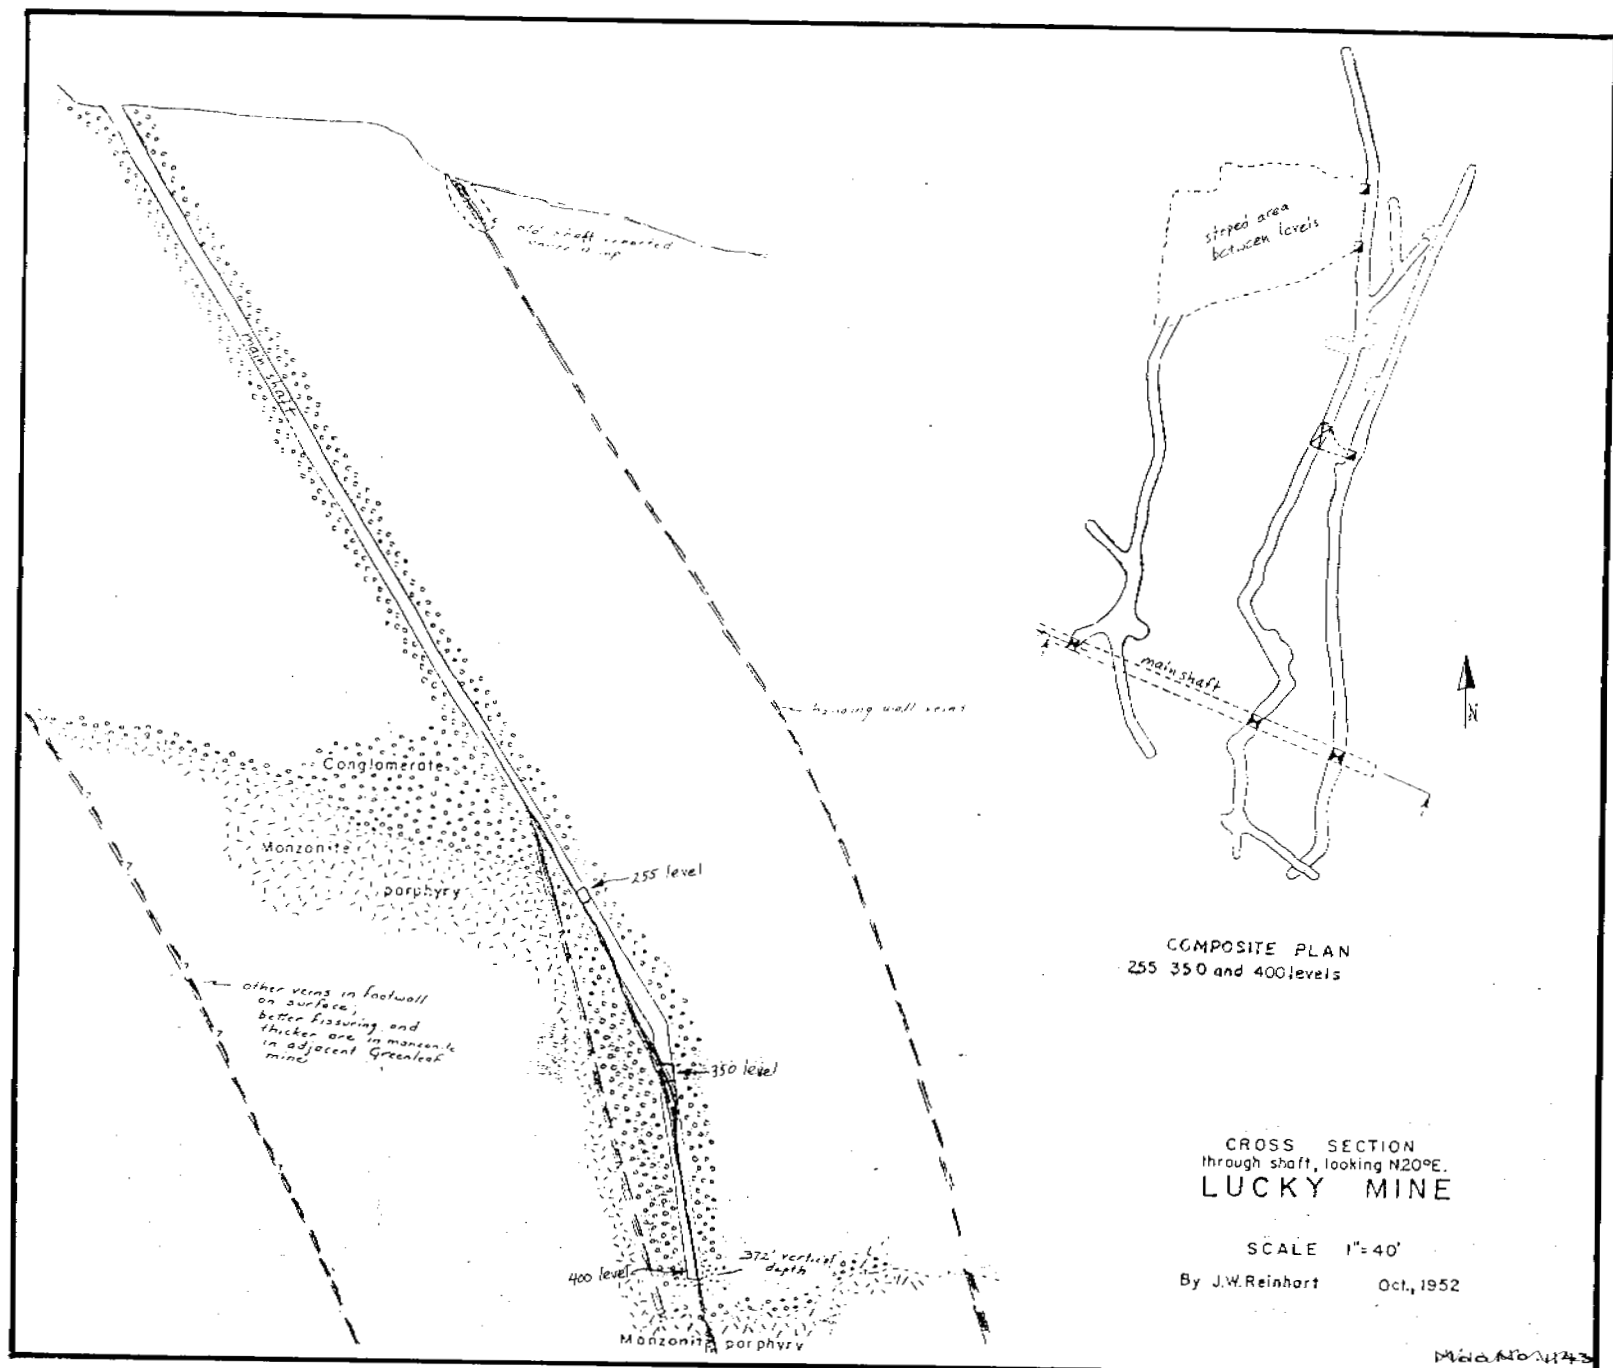 old shaft reported
main shaft
stoped area
between levels
main shaft
N
hanging wall veins
Conglomerate
Monzonite
porphyry
255 level
other veins in footwall
on surface;
better fissuring and
thicker ore in monzonite
in adjacent Greenleaf
mine
350 level
400 level
372' vertical
depth
Monzonite porphyry
COMPOSITE PLAN
255 350 and 400 levels
CROSS SECTION
through shaft, looking N20°E.
LUCKY MINE
SCALE 1"=40'
By J.W. Reinhart Oct., 1952